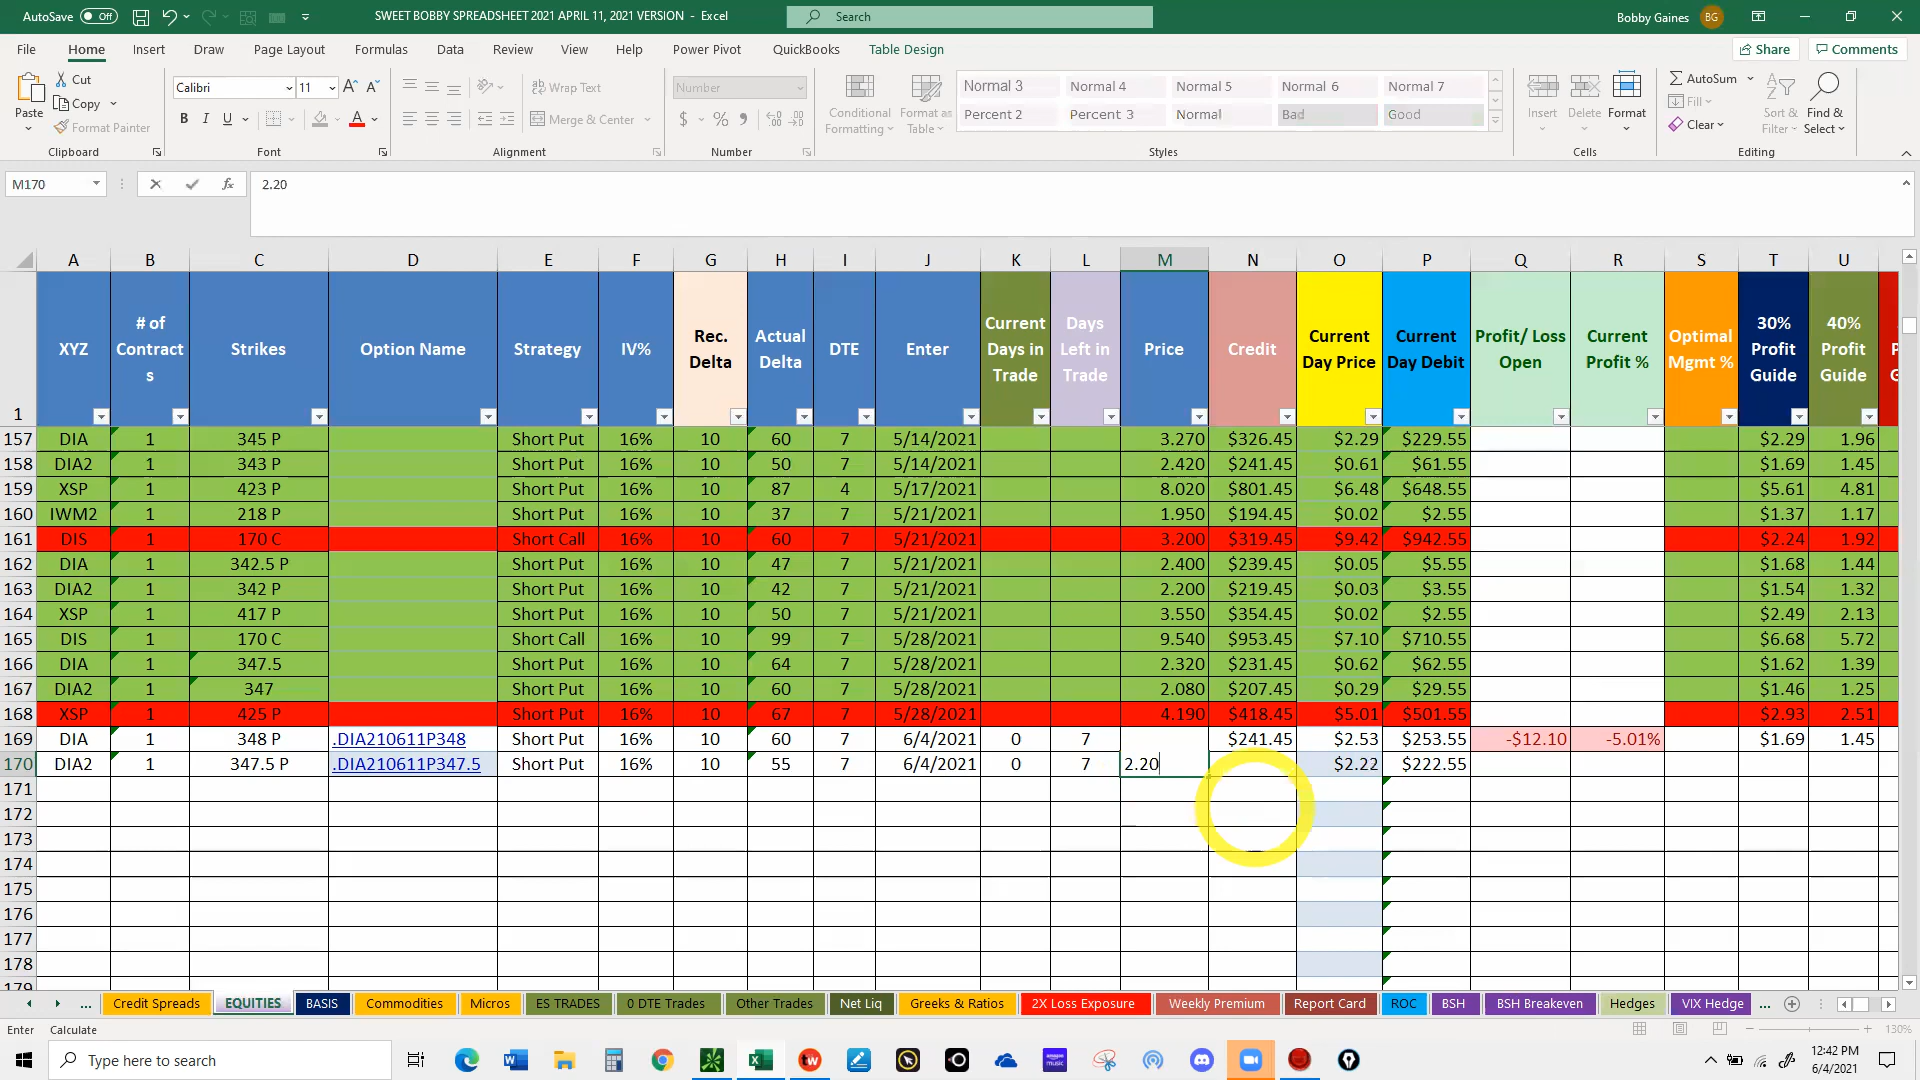 AutoSave Off SWEET BOBBY SPREADSHEET 2021 APRIL 11, 2021 VERSION - Excel Search Bobby Gaines BG
File Home Insert Draw Page Layout Formulas Data Review View Help Power Pivot QuickBooks Table Design Share Comments
Paste Cut Copy Format Painter Clipboard
Calibri 11 A A B I U A Font
Wrap Text Merge & Center Alignment
Number $ % , Number
Conditional Formatting Format as Table Normal 3 Normal 4 Normal 5 Normal 6 Normal 7
Percent 2 Percent 3 Normal Bad Good Styles
Insert Delete Format Cells
AutoSum Fill Clear Sort & Filter Find & Select Editing
M170 fx 2.20
A B C D E F G H I J K L M N O P Q R S T U
1 XYZ # of Contracts Strikes Option Name Strategy IV% Rec. Delta Actual Delta DTE Enter Current Days in Trade Days Left in Trade Price Credit Current Day Price Current Day Debit Profit/ Loss Open Current Profit % Optimal Mgmt % 30% Profit Guide 40% Profit Guide
157 DIA 1 345 P Short Put 16% 10 60 7 5/14/2021 3.270 $326.45 $2.29 $229.55 $2.29 1.96
158 DIA2 1 343 P Short Put 16% 10 50 7 5/14/2021 2.420 $241.45 $0.61 $61.55 $1.69 1.45
159 XSP 1 423 P Short Put 16% 10 87 4 5/17/2021 8.020 $801.45 $6.48 $648.55 $5.61 4.81
160 IWM2 1 218 P Short Put 16% 10 37 7 5/21/2021 1.950 $194.45 $0.02 $2.55 $1.37 1.17
161 DIS 1 170 C Short Call 16% 10 60 7 5/21/2021 3.200 $319.45 $9.42 $942.55 $2.24 1.92
162 DIA 1 342.5 P Short Put 16% 10 47 7 5/21/2021 2.400 $239.45 $0.05 $5.55 $1.68 1.44
163 DIA2 1 342 P Short Put 16% 10 42 7 5/21/2021 2.200 $219.45 $0.03 $3.55 $1.54 1.32
164 XSP 1 417 P Short Put 16% 10 50 7 5/21/2021 3.550 $354.45 $0.02 $2.55 $2.49 2.13
165 DIS 1 170 C Short Call 16% 10 99 7 5/28/2021 9.540 $953.45 $7.10 $710.55 $6.68 5.72
166 DIA 1 347.5 Short Put 16% 10 64 7 5/28/2021 2.320 $231.45 $0.62 $62.55 $1.62 1.39
167 DIA2 1 347 Short Put 16% 10 60 7 5/28/2021 2.080 $207.45 $0.29 $29.55 $1.46 1.25
168 XSP 1 425 P Short Put 16% 10 67 7 5/28/2021 4.190 $418.45 $5.01 $501.55 $2.93 2.51
169 DIA 1 348 P .DIA210611P348 Short Put 16% 10 60 7 6/4/2021 0 7 $241.45 $2.53 $253.55 -$12.10 -5.01% $1.69 1.45
170 DIA2 1 347.5 P .DIA210611P347.5 Short Put 16% 10 55 7 6/4/2021 0 7 2.20 $2.22 $222.55
171
172
173
174
175
176
177
178
179
... Credit Spreads EQUITIES BASIS Commodities Micros ES TRADES 0 DTE Trades Other Trades Net Liq Greeks & Ratios 2X Loss Exposure Weekly Premium Report Card ROC BSH BSH Breakeven Hedges VIX Hedge ...
Enter Calculate 130%
Type here to search 12:42 PM
6/4/2021